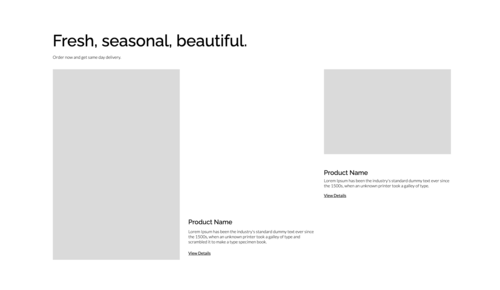 Fresh, seasonal, beautiful.
Order now and get same day delivery.
Product Name
Lorem Ipsum has been the industry's standard dummy text ever since
the 1500s, when an unknown printer took a galley of type and
scrambled it to make a type specimen book.
View Details
Product Name
Lorem Ipsum has been the industry's standard dummy text ever since
the 1500s, when an unknown printer took a galley of type.
View Details